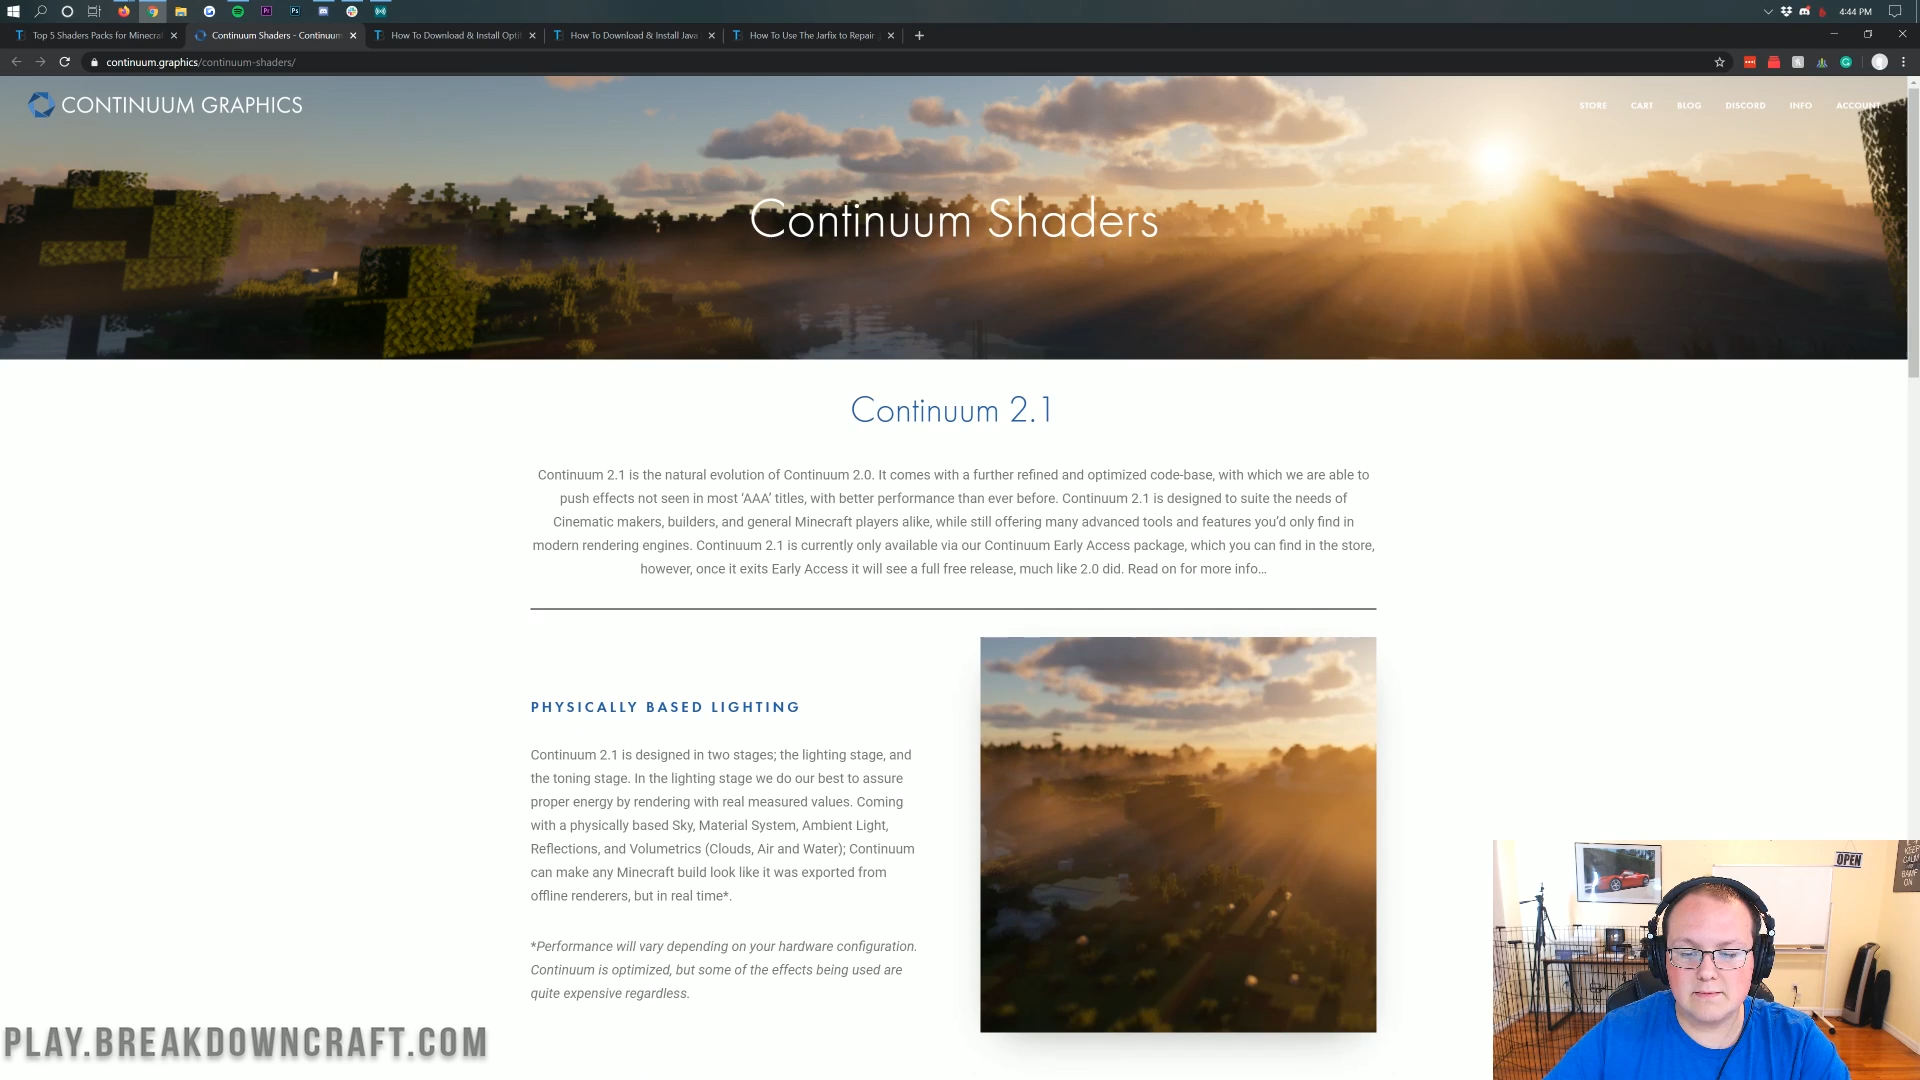 4:44 PM
Top 5 Shaders Packs for Minecraf
Continuum Shaders - Continuum
How To Download & Install Opti
How To Download & Install Java
How To Use The Jarfix to Repair
continuum.graphics/continuum-shaders/
CONTINUUM GRAPHICS
STORE CART BLOG DISCORD INFO ACCOUNT
Continuum Shaders
Continuum 2.1
Continuum 2.1 is the natural evolution of Continuum 2.0. It comes with a further refined and optimized code-base, with which we are able to
push effects not seen in most ‘AAA’ titles, with better performance than ever before. Continuum 2.1 is designed to suite the needs of
Cinematic makers, builders, and general Minecraft players alike, while still offering many advanced tools and features you’d only find in
modern rendering engines. Continuum 2.1 is currently only available via our Continuum Early Access package, which you can find in the store,
however, once it exits Early Access it will see a full free release, much like 2.0 did. Read on for more info…
PHYSICALLY BASED LIGHTING
Continuum 2.1 is designed in two stages; the lighting stage, and
the toning stage. In the lighting stage we do our best to assure
proper energy by rendering with real measured values. Coming
with a physically based Sky, Material System, Ambient Light,
Reflections, and Volumetrics (Clouds, Air and Water); Continuum
can make any Minecraft build look like it was exported from
offline renderers, but in real time*.
*Performance will vary depending on your hardware configuration.
Continuum is optimized, but some of the effects being used are
quite expensive regardless.
OPEN
KEEP
CALM
BAMF
ON
PLAY.BREAKDOWNCRAFT.COM